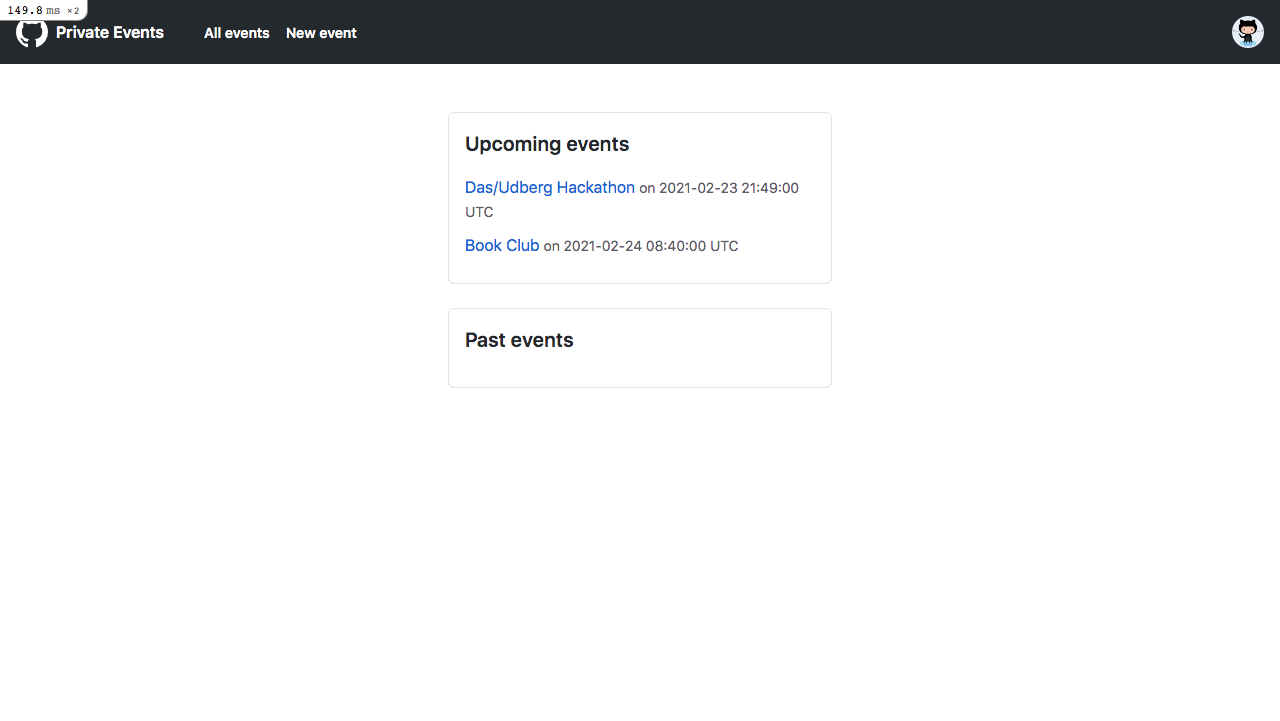 149.8 ms ×2
Private Events All events New event
Upcoming events
Das/Udberg Hackathon on 2021-02-23 21:49:00
UTC
Book Club on 2021-02-24 08:40:00 UTC
Past events